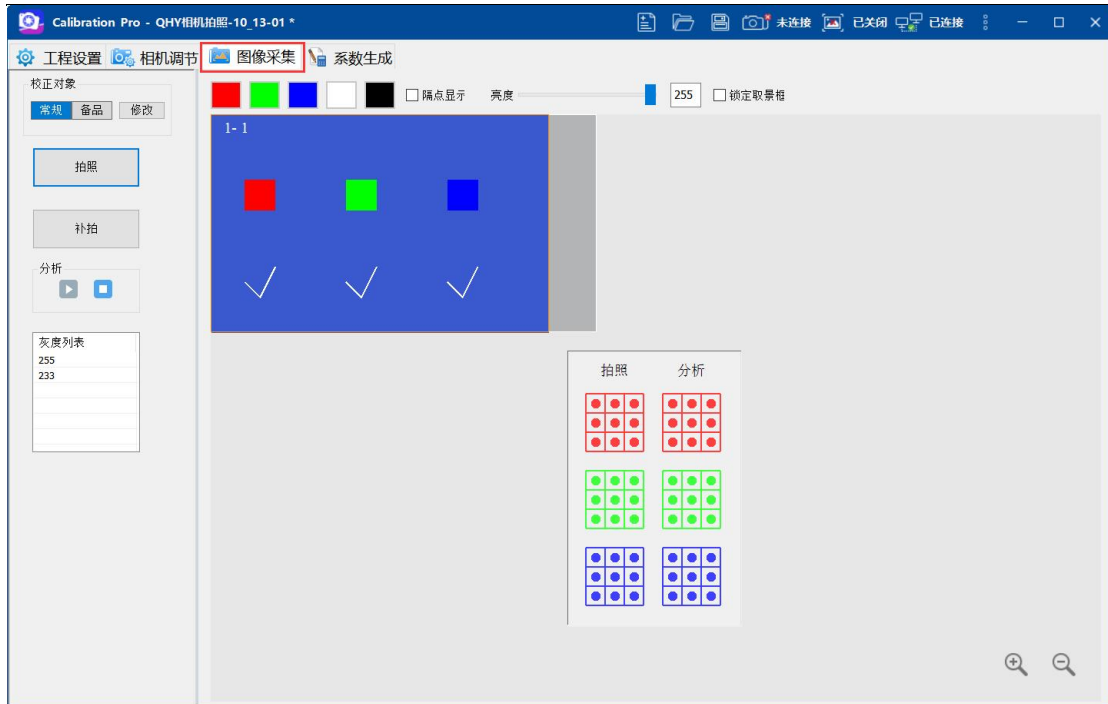 Calibration Pro - QHY相机拍照-10_13-01 *
未连接 已关闭 已连接
工程设置 相机调节 图像采集 系数生成
校正对象
常规 备品 修改
隔点显示 亮度 255 锁定取景框
1- 1
拍照
补拍
分析
灰度列表
255
233
拍照 分析